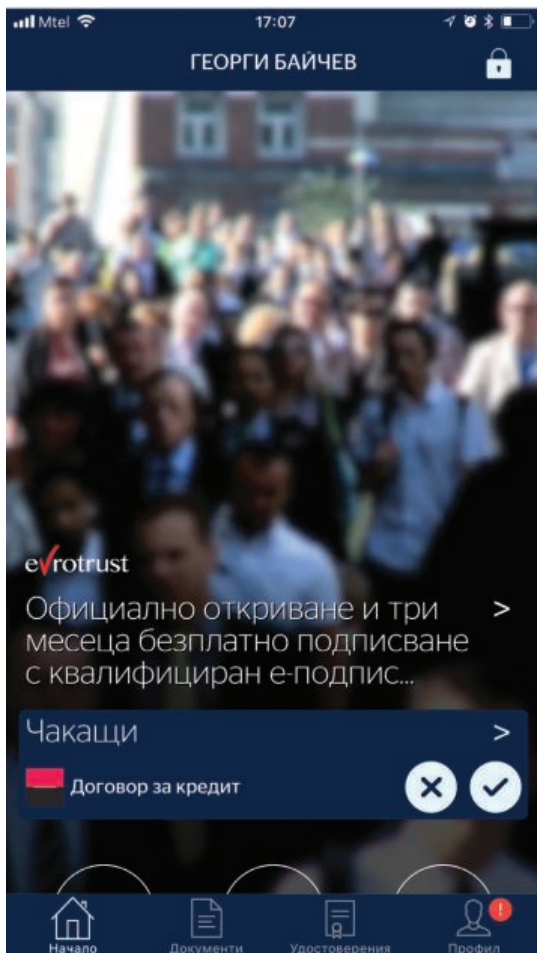 Mtel 17:07
ГЕОРГИ БАЙЧЕВ
evrotrust
Официално откриване и три >
месеца безплатно подписване
с квалифициран е-подпис...
Чакащи >
Договор за кредит
Начало Документи Удостоверения Профил